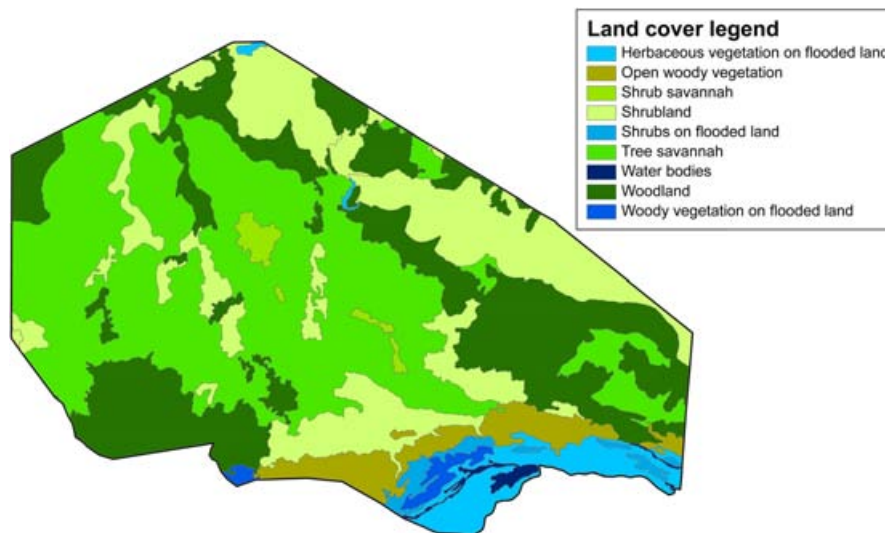 Land cover legend
Herbaceous vegetation on flooded land
Open woody vegetation
Shrub savannah
Shrubland
Shrubs on flooded land
Tree savannah
Water bodies
Woodland
Woody vegetation on flooded land